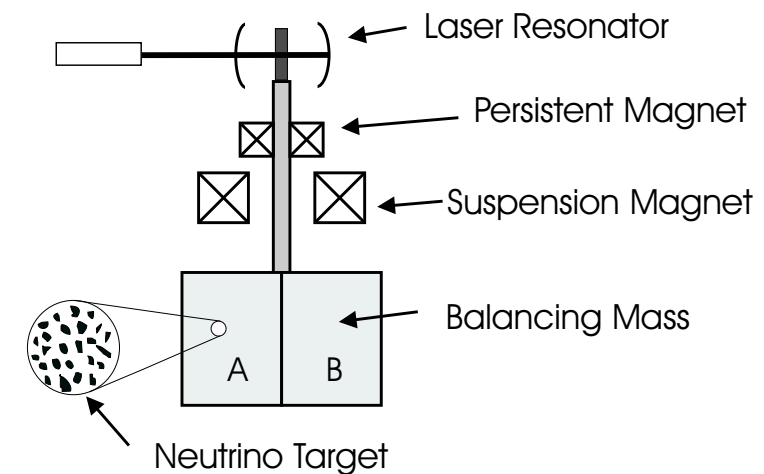 Laser Resonator
Persistent Magnet
Suspension Magnet
Balancing Mass
A
B
Neutrino Target